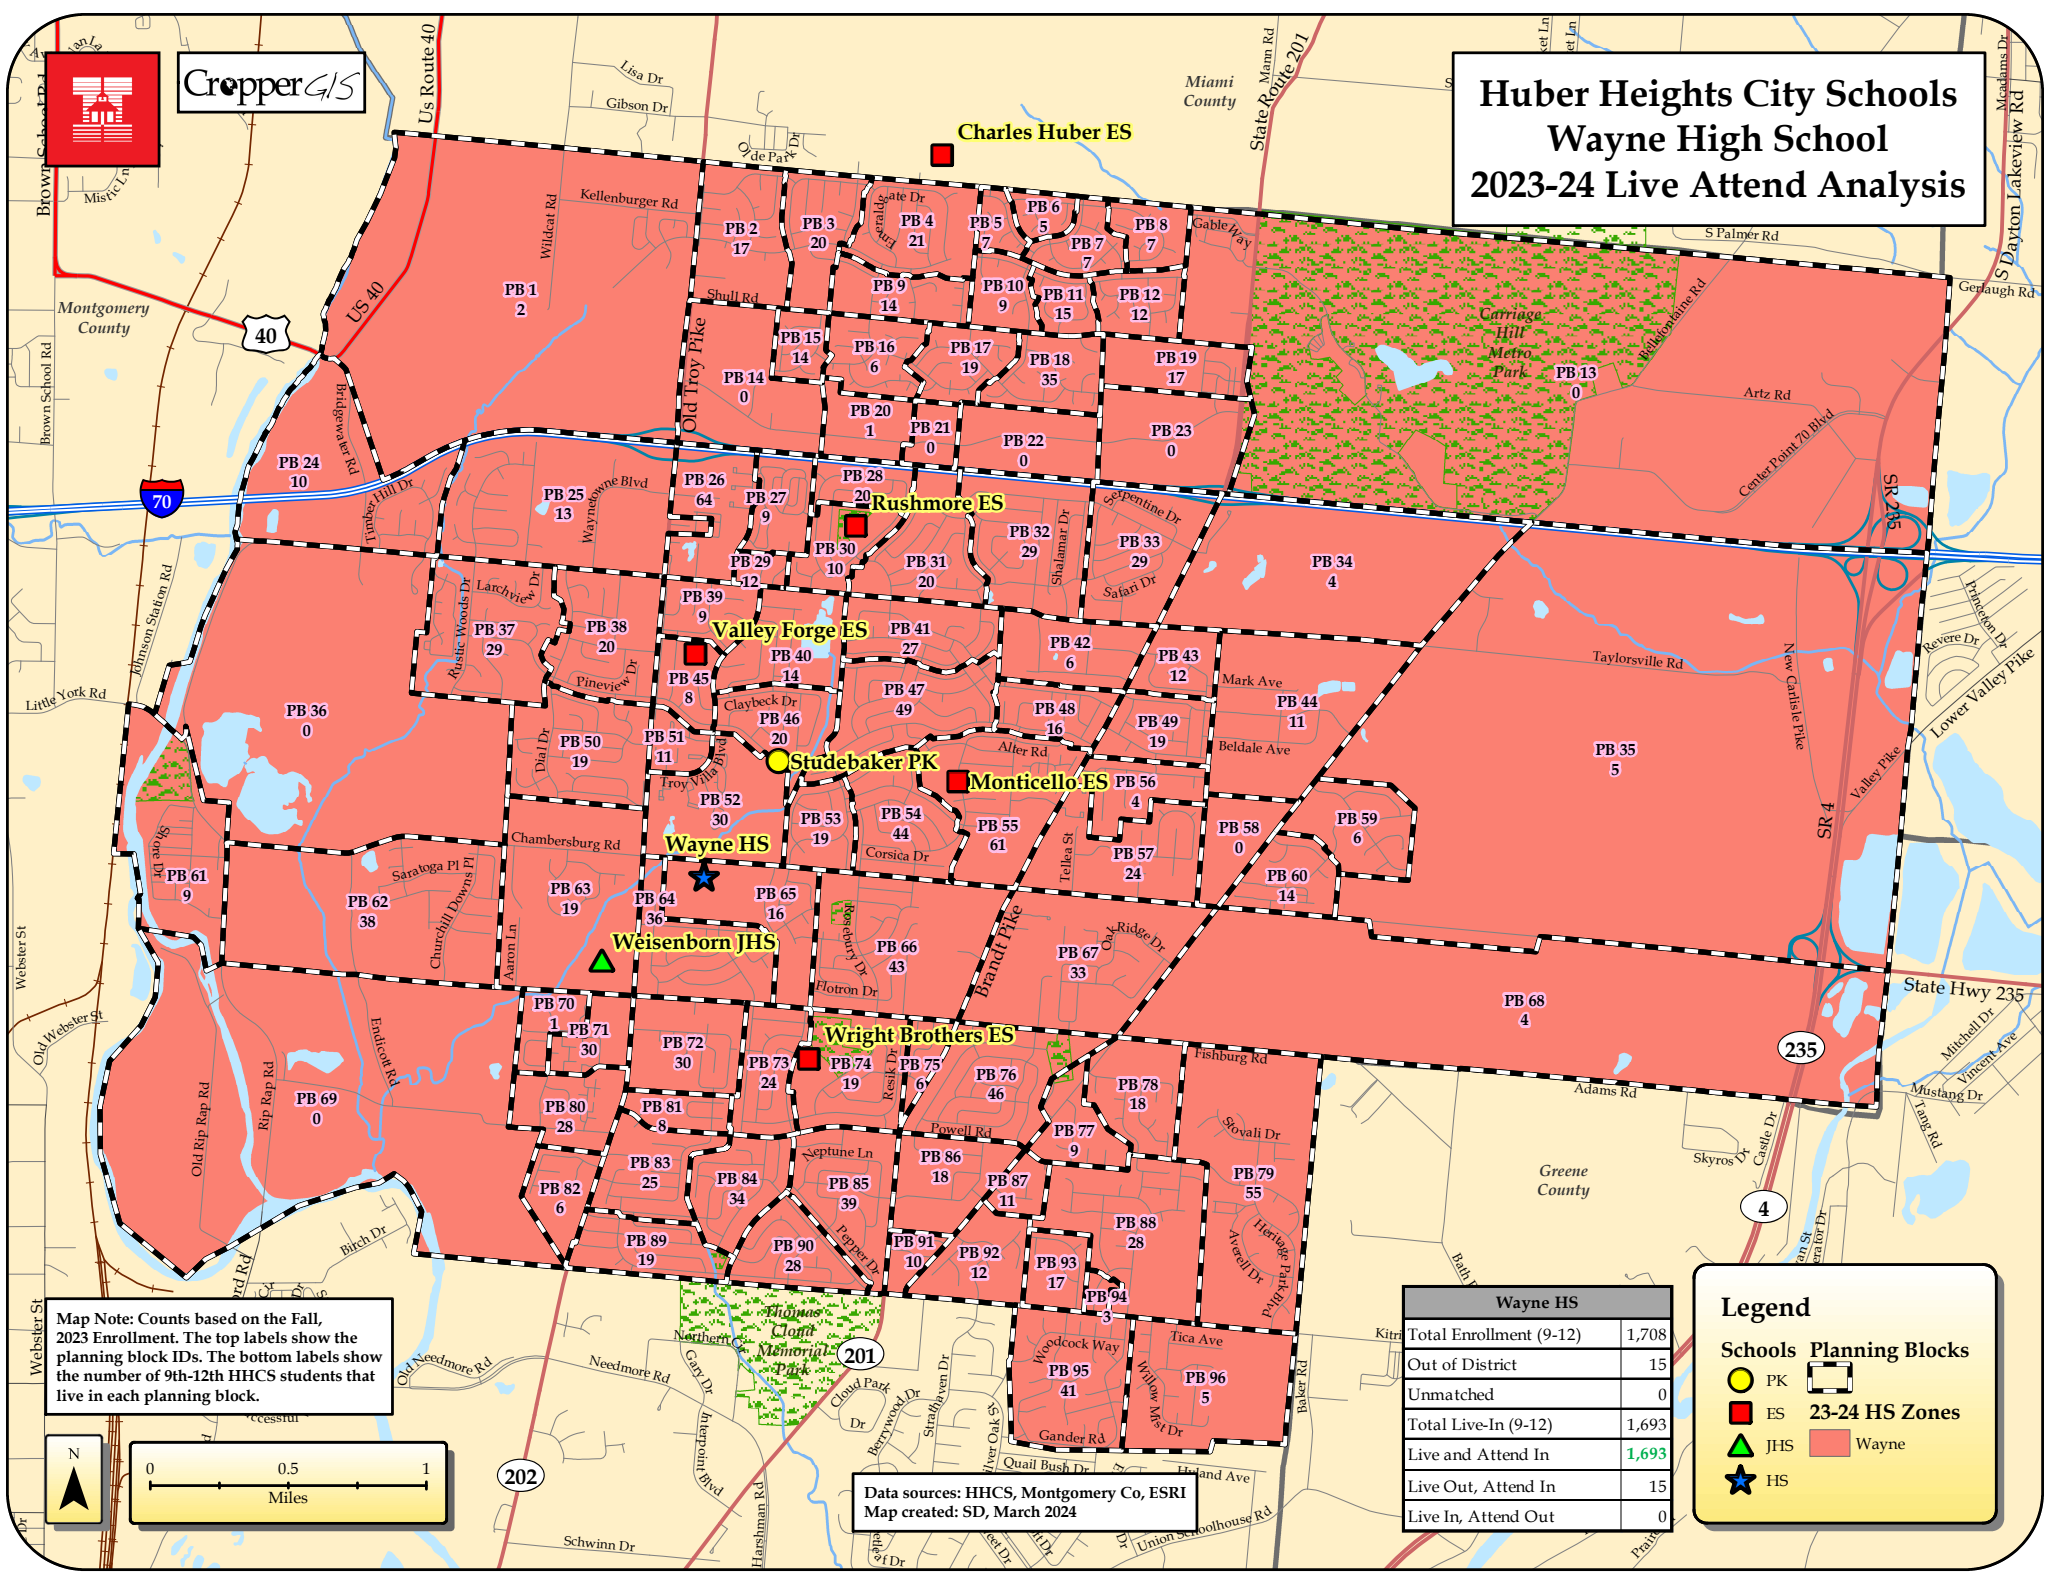 Huber Heights City Schools
Wayne High School
2023-24 Live Attend Analysis
Cropper GIS
Us Route 40
Brown School Rd
Mistic Ln
Lisa Dr
Gibson Dr
Olde Park Dr
Charles Huber ES
Miami
County
Mann Rd
State Route 201
Mcadams Dr
S Dayton Lakeview Rd
S Palmer Rd
Gerlaugh Rd
Kellenburger Rd
Wildcat Rd
Emerald
gate Dr
Gable Way
PB 1
2
PB 2
17
PB 3
20
PB 4
21
PB 5
7
PB 6
5
PB 7
7
PB 8
7
PB 9
14
PB 10
9
PB 11
15
PB 12
12
Carriage
Hill
Metro
Park
PB 13
0
Bellefontaine Rd
Artz Rd
Center Point 70 Blvd
SR 235
Montgomery
County
40
US 40
Shull Rd
Old Troy Pike
PB 14
0
PB 15
14
PB 16
6
PB 17
19
PB 18
35
PB 19
17
PB 20
1
PB 21
0
PB 22
0
PB 23
0
Brown School Rd
Bridgewater Rd
PB 24
10
70
Huber Hill Dr
PB 25
13
Waynetowne Blvd
PB 26
64
PB 27
9
PB 28
20
Rushmore ES
PB 29
12
PB 30
10
PB 31
20
PB 32
29
Shalamar Dr
Serpentine Dr
PB 33
29
Safari Dr
PB 34
4
PB 35
5
Taylorsville Rd
New Carlisle Pike
Princeton Dr
Revere Dr
Lower Valley Pike
Valley Pike
SR 4
Johnson Station Rd
Little York Rd
PB 36
0
Rustic Woods Dr
Larchview Dr
PB 37
29
PB 38
20
Pineview Dr
PB 39
9
Valley Forge ES
PB 40
14
PB 41
27
PB 42
6
PB 43
12
Mark Ave
PB 44
11
Beldale Ave
PB 45
8
Claybeck Dr
PB 46
20
PB 47
49
PB 48
16
PB 49
19
Dial Dr
PB 50
19
PB 51
11
Troy Villa Blvd
Studebaker PK
Alter Rd
Monticello ES
PB 52
30
PB 53
19
PB 54
44
Corsica Dr
PB 55
61
PB 56
4
Tellea St
PB 57
24
PB 58
0
PB 59
6
PB 60
14
Shore Dr
PB 61
9
PB 62
38
Saratoga Pl
Churchill Downs Pl
Chambersburg Rd
Wayne HS
PB 63
19
Aaron Ln
PB 64
36
PB 65
16
Weisenborn JHS
Rosebury Dr
PB 66
43
Flotron Dr
Brandt Pike
PB 67
33
Oak Ridge Dr
PB 68
4
State Hwy 235
235
Mitchell Dr
Vincent Ave
Mustang Dr
Tang Rd
Webster St
Old Webster St
PB 69
0
Endicott Rd
Rip Rap Rd
Old Rip Rap Rd
PB 70
1
PB 71
30
PB 72
30
PB 73
24
Wright Brothers ES
PB 74
19
Resik Dr
PB 75
6
PB 76
46
PB 77
9
PB 78
18
Fishburg Rd
Adams Rd
Stovali Dr
PB 79
55
Heritage Park Blvd
Averell Dr
PB 80
28
PB 81
8
Powell Rd
PB 82
6
PB 83
25
PB 84
34
Neptune Ln
PB 85
39
Pepper Dr
PB 86
18
PB 87
11
PB 88
28
PB 89
19
PB 90
28
PB 91
10
PB 92
12
PB 93
17
PB 94
3
Woodcock Way
PB 95
41
Gander Rd
Tica Ave
Willow Mist Dr
PB 96
5
Baker Rd
Skyros Dr
Castle Dr
Greene
County
4
Birch Dr
Thomas
Cloud
Memorial
Park
201
Northern Cir
Gary Dr
Needmore Rd
Old Needmore Rd
Interpoint Blvd
Harshman Rd
Schwinn Dr
202
Cloud Park
Dr
Berrywood Dr
Strathaven Dr
Silver Oak St
Quail Bush Dr
Hyland Ave
Union Schoolhouse Rd
Webster St
Map Note: Counts based on the Fall,
2023 Enrollment. The top labels show the
planning block IDs. The bottom labels show
the number of 9th-12th HHCS students that
live in each planning block.
N
0 0.5 1
Miles
Data sources: HHCS, Montgomery Co, ESRI
Map created: SD, March 2024
Wayne HS
Total Enrollment (9-12) 1,708
Out of District 15
Unmatched 0
Total Live-In (9-12) 1,693
Live and Attend In 1,693
Live Out, Attend In 15
Live In, Attend Out 0
Legend
Schools
PK
ES
JHS
HS
Planning Blocks
23-24 HS Zones
Wayne